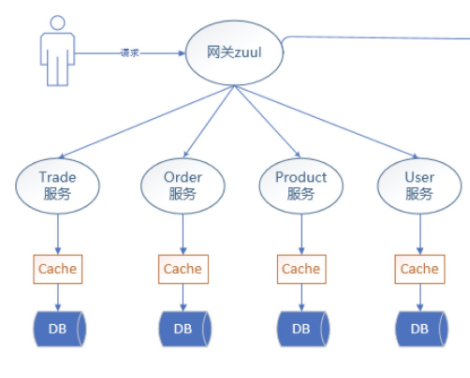 请求
网关zuul
Trade
服务
Order
服务
Product
服务
User
服务
Cache
Cache
Cache
Cache
DB
DB
DB
DB